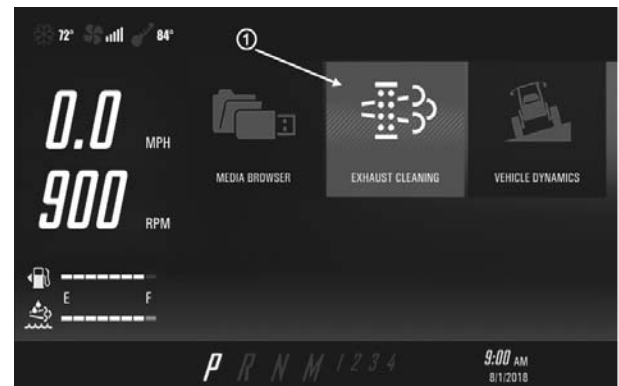 72° 84°
①
0.0 MPH
MEDIA BROWSER EXHAUST CLEANING VEHICLE DYNAMICS
900 RPM
E F
P R N M 1 2 3 4
9:00 AM
8/1/2018